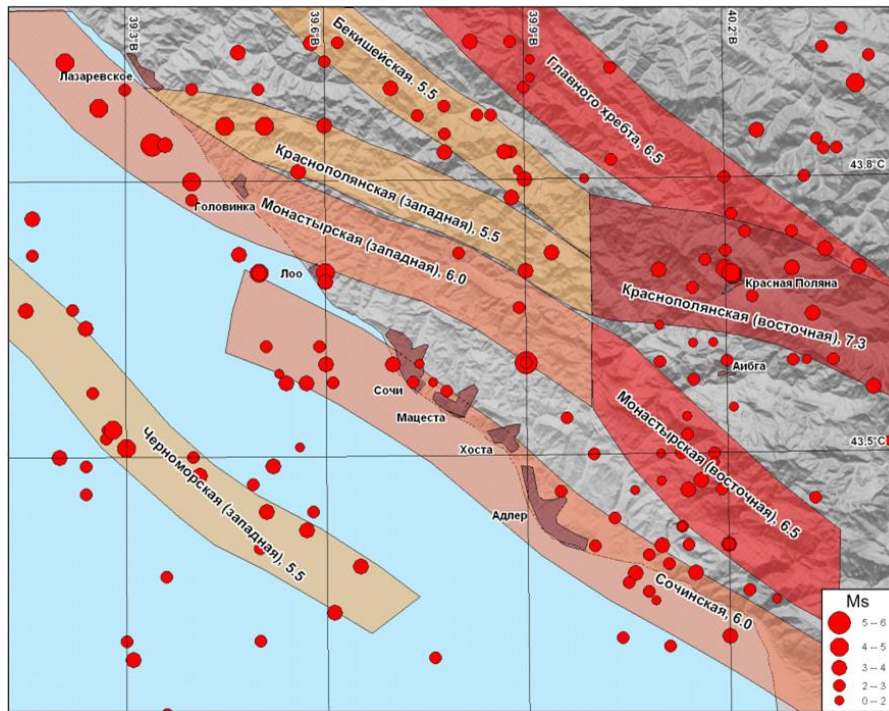 39.3°В
39.6°В
39.9°В
40.2°В
Лазаревское
Бекишейская. 5.5
Главного хребта, 6.5
43.8°С
Краснополянская (западная), 5.5
Головинка
Монастырская (западная), 6.0
Лоо
Красная Поляна
Краснополянская (восточная), 7.3
Аибга
Сочи
Мацеста
Хоста
43.5°С
Монастырская (восточная), 6.5
Черноморская (западная), 5.5
Адлер
Сочинская, 6.0
Ms
5 -- 6
4 -- 5
3 -- 4
2 -- 3
0 -- 2